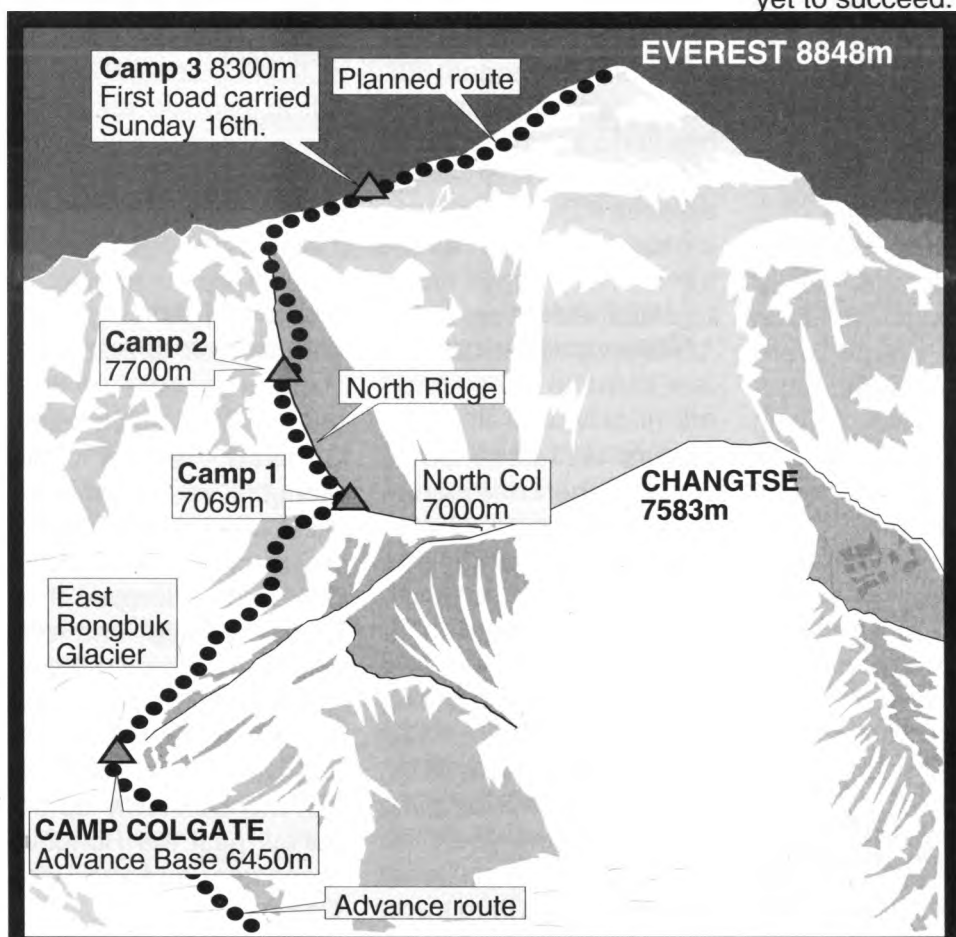 yet to succeed.
EVEREST 8848m
Camp 3 8300m
First load carried
Sunday 16th.
Planned route
Camp 2
7700m
North Ridge
Camp 1
7069m
North Col
7000m
CHANGTSE
7583m
East
Rongbuk
Glacier
CAMP COLGATE
Advance Base 6450m
Advance route